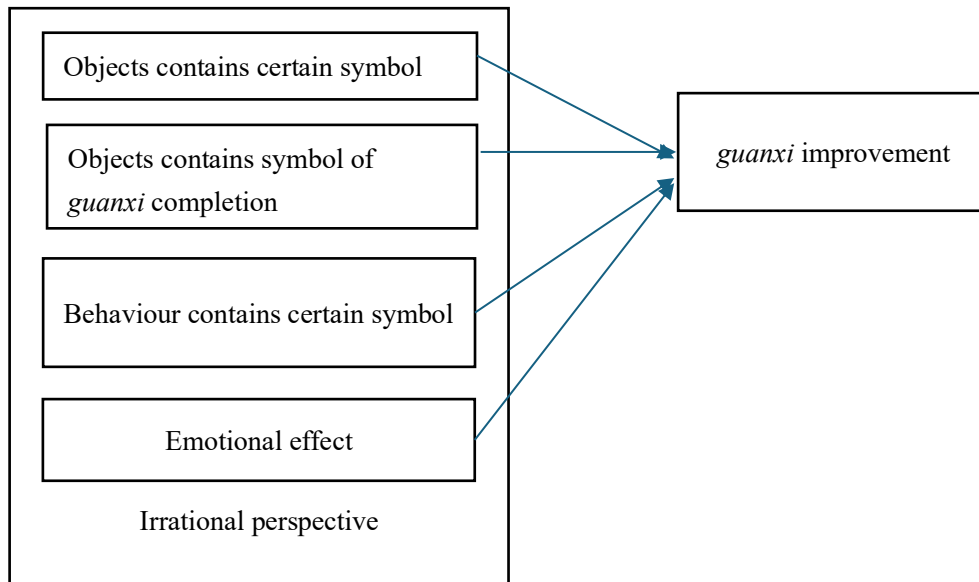 Objects contains certain symbol
Objects contains symbol of
guanxi completion
guanxi improvement
Behaviour contains certain symbol
Emotional effect
Irrational perspective